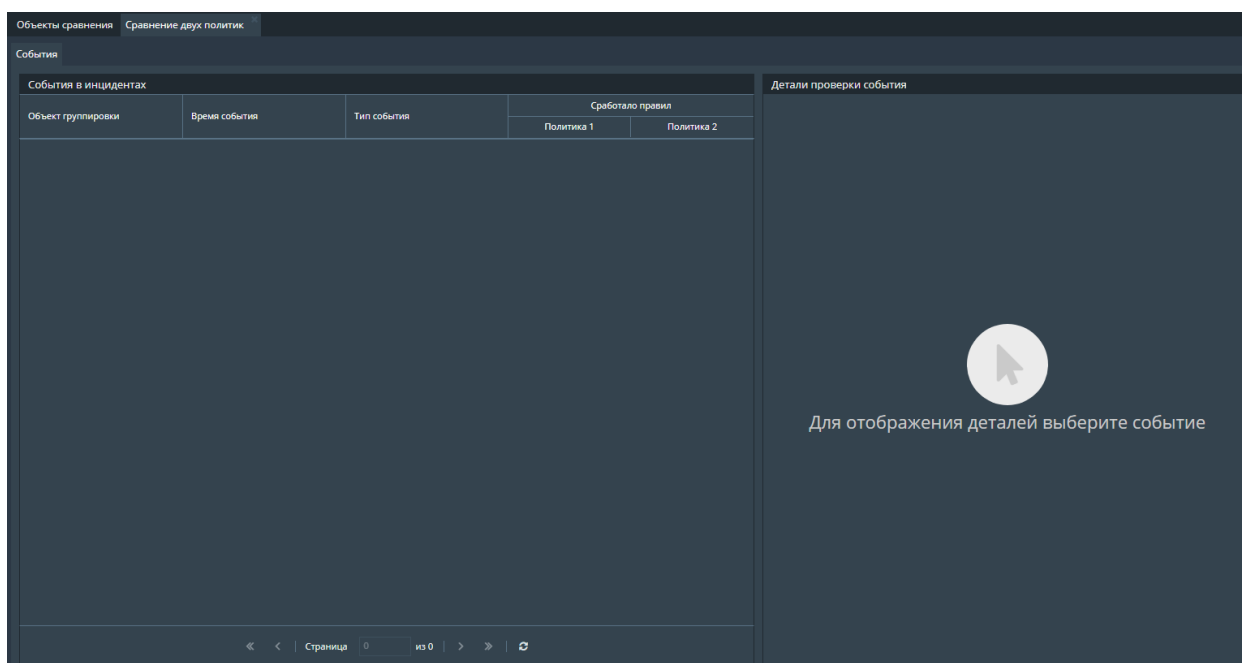 Объекты сравнения Сравнение двух политик
События
События в инцидентах
Детали проверки события
Объект группировки Время события Тип события Сработало правил
Политика 1 Политика 2
Для отображения деталей выберите событие
Страница 0 из 0